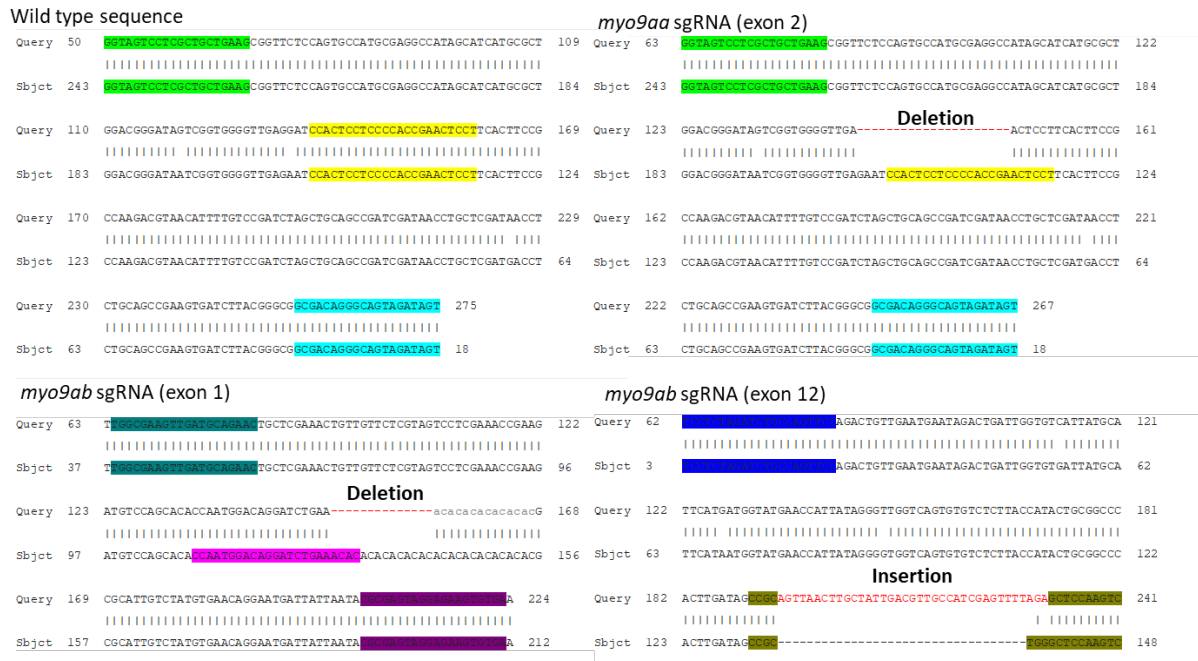 Wild type sequence
Query 50 GGTAGTCCTCGCTGCTGAAGCGGTTCTCCAGTGCCATGCGAGGCCATAGCATCATGCGCT 109
Sbjct 243 GGTAGTCCTCGCTGCTGAAGCGGTTCTCCAGTGCCATGCGAGGCCATAGCATCATGCGCT 184
Query 110 GGACGGGATAGTCGGTGGGGTTGAGGATCCACTCCTCCCCACCGAACTCCTTCACTTCCG 169
Sbjct 183 GGACGGGATAATCGGTGGGGTTGAGAATCCACTCCTCCCCACCGAACTCCTTCACTTCCG 124
Query 170 CCAAGACGTAACATTTTGTCCGATCTAGCTGCAGCCGATCGATAACCTGCTCGATAACCT 229
Sbjct 123 CCAAGACGTAACATTTTGTCCGATCTAGCTGCAGCCGATCGATAACCTGCTCGATGACCT 64
Query 230 CTGCAGCCGAAGTGATCTTACGGGCGGCGACAGGGCAGTAGATAGT 275
Sbjct 63 CTGCAGCCGAAGTGATCTTACGGGCGGCGACAGGGCAGTAGATAGT 18
myo9aa sgRNA (exon 2)
Query 63 GGTAGTCCTCGCTGCTGAAGCGGTTCTCCAGTGCCATGCGAGGCCATAGCATCATGCGCT 122
Sbjct 243 GGTAGTCCTCGCTGCTGAAGCGGTTCTCCAGTGCCATGCGAGGCCATAGCATCATGCGCT 184
Deletion
Query 123 GGACGGGATAGTCGGTGGGGTTGA---------------------ACTCCTTCACTTCCG 161
Sbjct 183 GGACGGGATAATCGGTGGGGTTGAGAATCCACTCCTCCCCACCGAACTCCTTCACTTCCG 124
Query 162 CCAAGACGTAACATTTTGTCCGATCTAGCTGCAGCCGATCGATAACCTGCTCGATAACCT 221
Sbjct 123 CCAAGACGTAACATTTTGTCCGATCTAGCTGCAGCCGATCGATAACCTGCTCGATGACCT 64
Query 222 CTGCAGCCGAAGTGATCTTACGGGCGGCGACAGGGCAGTAGATAGT 267
Sbjct 63 CTGCAGCCGAAGTGATCTTACGGGCGGCGACAGGGCAGTAGATAGT 18
myo9ab sgRNA (exon 1)
Query 63 TTGGCGAAGTTGATGCAGAACTGCTCGAAACTGTTGTTCTCGTAGTCCTCGAAACCGAAG 122
Sbjct 37 TTGGCGAAGTTGATGCAGAACTGCTCGAAACTGTTGTTCTCGTAGTCCTCGAAACCGAAG 96
Deletion
Query 123 ATGTCCAGCACACCAATGGACAGGATCTGAA--------------acacacacacacacG 168
Sbjct 97 ATGTCCAGCACACCAATGGACAGGATCTGAAACACACACACACACACACACACACACACG 156
Query 169 CGCATTGTCTATGTGAACAGGAATGATTATTAATA 224
Sbjct 157 CGCATTGTCTATGTGAACAGGAATGATTATTAATA 212
myo9ab sgRNA (exon 12)
Query 62 AGACTGTTGAATGAATAGACTGATTGGTGTCATTATGCA 121
Sbjct 3 AGACTGTTGAATGAATAGACTGATTGGTGTGATTATGCA 62
Query 122 TTCATGATGGTATGAACCATTATAGGGTTGGTCAGTGTGTCTCTTACCATACTGCGGCCC 181
Sbjct 63 TTCATAATGGTATGAACCATTATAGGGGTGGTCAGTGTGTCTCTTACCATACTGCGGCCC 122
Insertion
Query 182 ACTTGATAGCCGCAGTTAACTTGCTATTGACGTTGCCATCGAGTTTTAGAGCTCCAAGTC 241
Sbjct 123 ACTTGATAGCCGC----------------------------------TGGGCTCCAAGTC 148